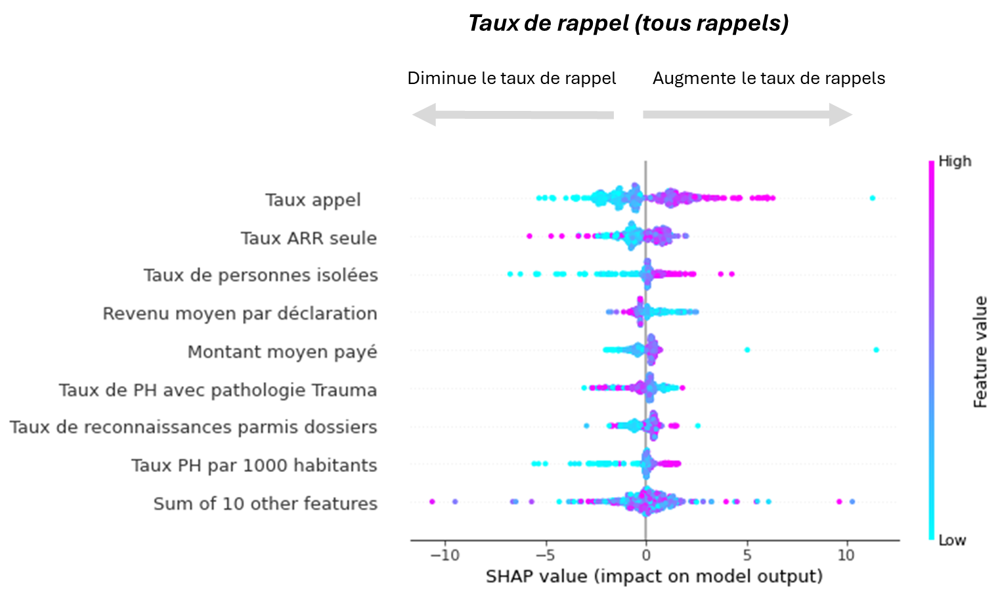 Taux de rappel (tous rappels)
Diminue le taux de rappel
Augmente le taux de rappels
High
Taux appel
Taux ARR seule
Taux de personnes isolées
Revenu moyen par déclaration
Montant moyen payé
Taux de PH avec pathologie Trauma
Taux de reconnaissances parmis dossiers
Taux PH par 1000 habitants
Sum of 10 other features
Feature value
Low
−10
−5
0
5
10
SHAP value (impact on model output)